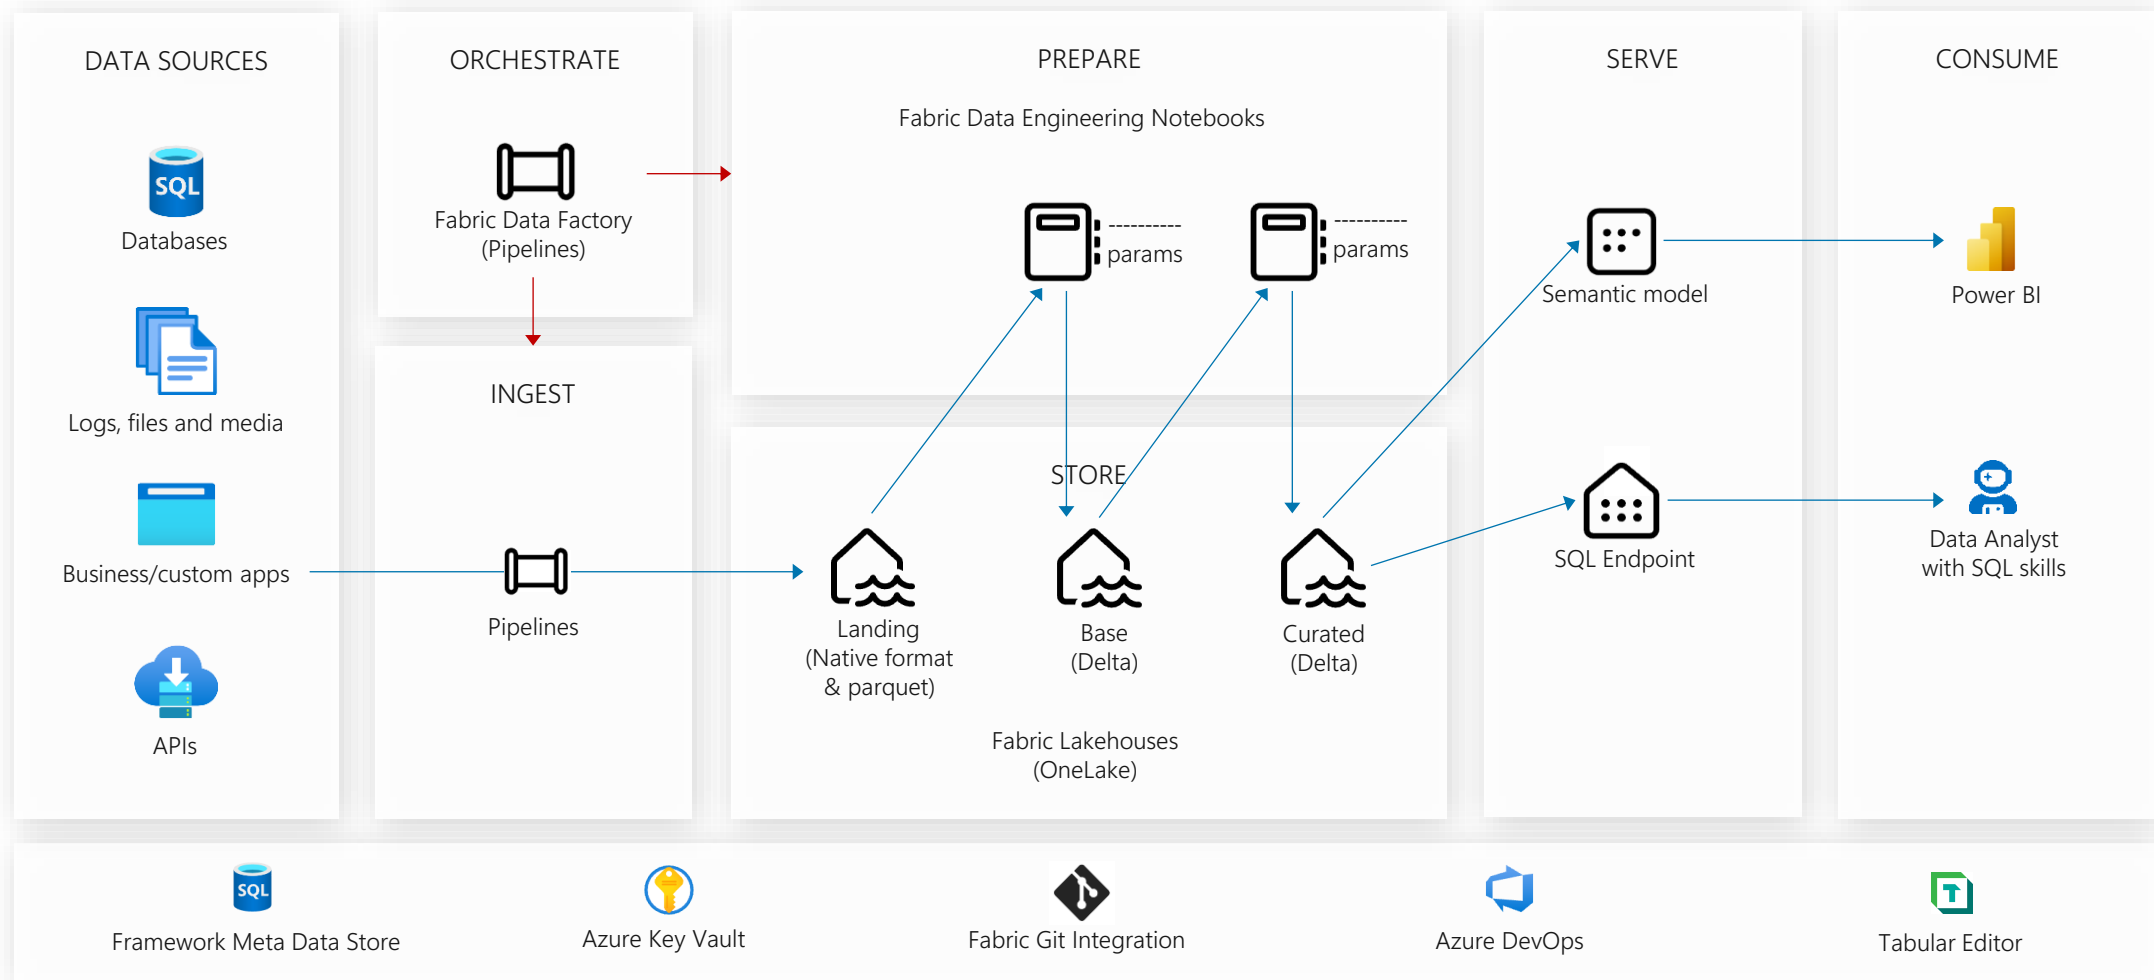 DATA SOURCES
SQL
Databases
Logs, files and media
Business/custom apps
APIs
ORCHESTRATE
Fabric Data Factory
(Pipelines)
INGEST
Pipelines
PREPARE
Fabric Data Engineering Notebooks
----------
params
----------
params
STORE
Landing
(Native format
& parquet)
Base
(Delta)
Curated
(Delta)
Fabric Lakehouses
(OneLake)
SERVE
Semantic model
SQL Endpoint
CONSUME
Power BI
Data Analyst
with SQL skills
SQL
Framework Meta Data Store
Azure Key Vault
Fabric Git Integration
Azure DevOps
T
Tabular Editor